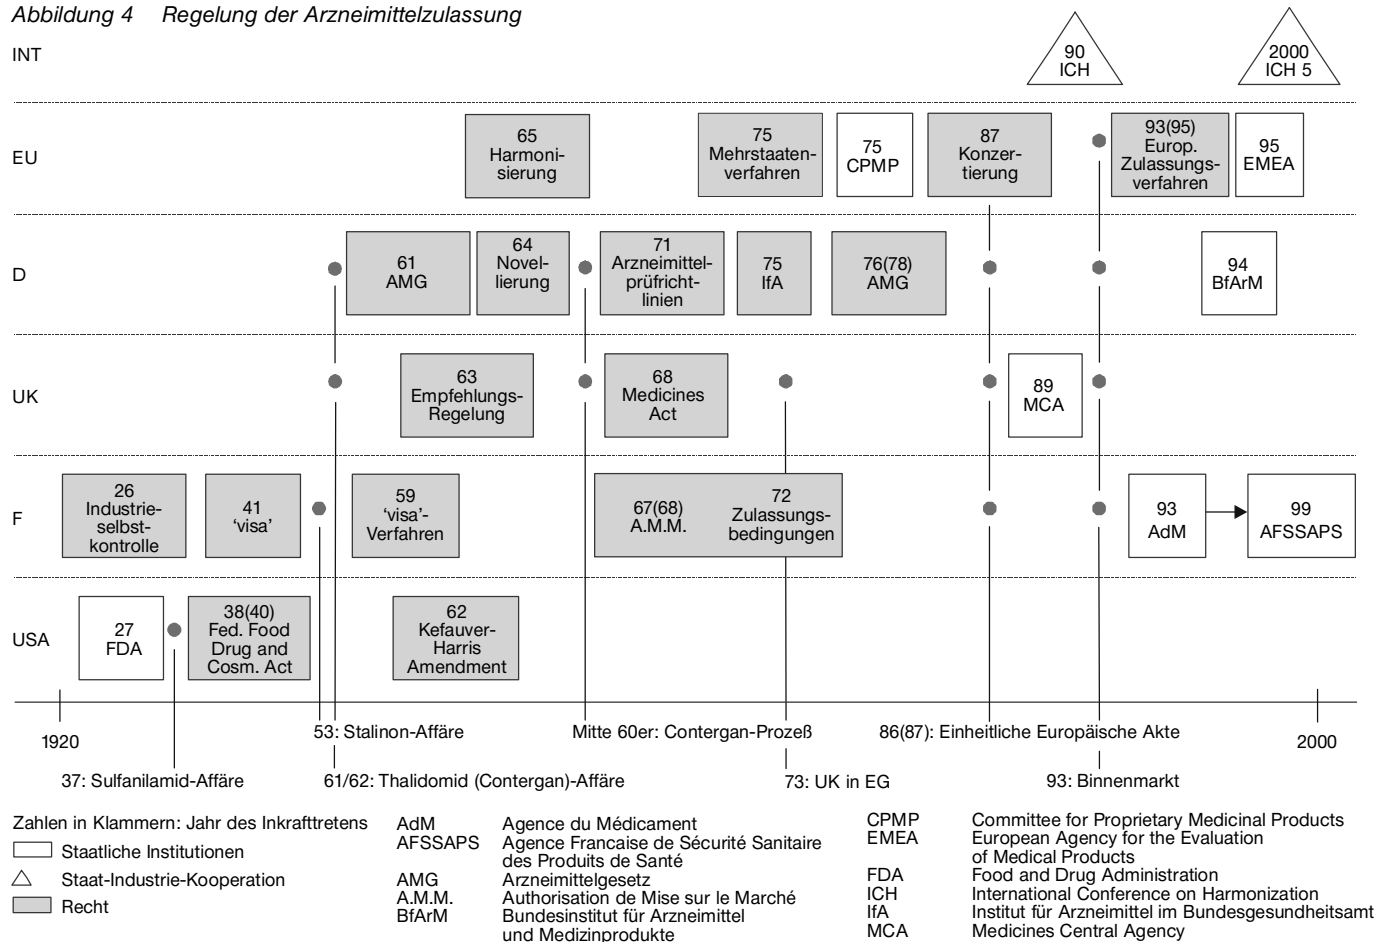 Abbildung 4 Regelung der Arzneimittelzulassung
INT
90
ICH
2000
ICH 5
EU
65
Harmoni-
sierung
75
Mehrstaaten-
verfahren
75
CPMP
87
Konzer-
tierung
93(95)
Europ.
Zulassungs-
verfahren
95
EMEA
D
61
AMG
64
Novel-
lierung
71
Arzneimittel-
prüfricht-
linien
75
IfA
76(78)
AMG
94
BfArM
UK
63
Empfehlungs-
Regelung
68
Medicines
Act
89
MCA
F
26
Industrie-
selbst-
kontrolle
41
‘visa’
59
‘visa’-
Verfahren
67(68)
A.M.M.
72
Zulassungs-
bedingungen
93
AdM
99
AFSSAPS
USA
27
FDA
38(40)
Fed. Food
Drug and
Cosm. Act
62
Kefauver-
Harris
Amendment
1920
53: Stalinon-Affäre
Mitte 60er: Contergan-Prozeß
86(87): Einheitliche Europäische Akte
2000
37: Sulfanilamid-Affäre
61/62: Thalidomid (Contergan)-Affäre
73: UK in EG
93: Binnenmarkt
Zahlen in Klammern: Jahr des Inkrafttretens
Staatliche Institutionen
Staat-Industrie-Kooperation
Recht
AdM Agence du Médicament
AFSSAPS Agence Francaise de Sécurité Sanitaire
des Produits de Santé
AMG Arzneimittelgesetz
A.M.M. Authorisation de Mise sur le Marché
BfArM Bundesinstitut für Arzneimittel
und Medizinprodukte
CPMP Committee for Proprietary Medicinal Products
EMEA European Agency for the Evaluation
of Medical Products
FDA Food and Drug Administration
ICH International Conference on Harmonization
IfA Institut für Arzneimittel im Bundesgesundheitsamt
MCA Medicines Central Agency